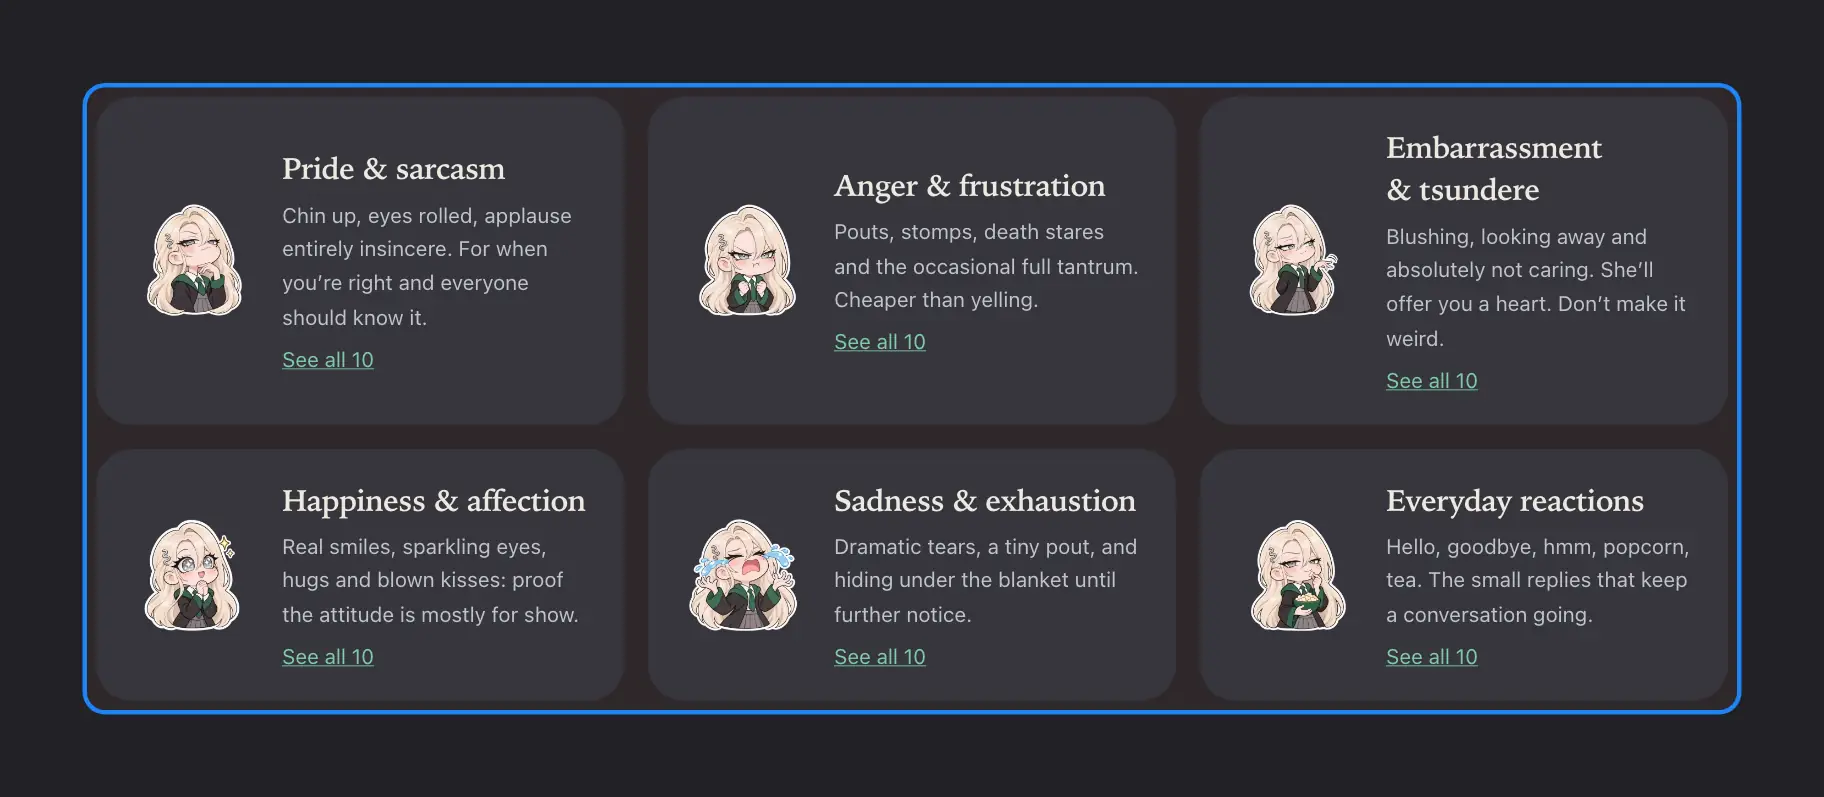 Pride & sarcasm
Chin up, eyes rolled, applause
entirely insincere. For when
you’re right and everyone
should know it.
See all 10
Anger & frustration
Pouts, stomps, death stares
and the occasional full tantrum.
Cheaper than yelling.
See all 10
Embarrassment
& tsundere
Blushing, looking away and
absolutely not caring. She’ll
offer you a heart. Don’t make it
weird.
See all 10
Happiness & affection
Real smiles, sparkling eyes,
hugs and blown kisses: proof
the attitude is mostly for show.
See all 10
Sadness & exhaustion
Dramatic tears, a tiny pout, and
hiding under the blanket until
further notice.
See all 10
Everyday reactions
Hello, goodbye, hmm, popcorn,
tea. The small replies that keep
a conversation going.
See all 10